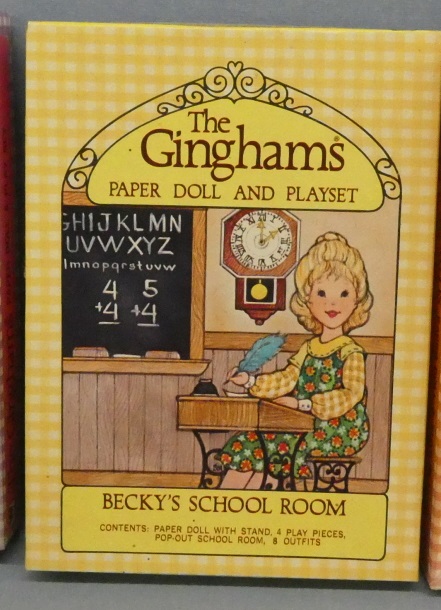 The
Ginghams®
PAPER DOLL AND PLAYSET
GHIJKLMN
UVWXYZ
lmnopqrstuvw
4 5
+4 +4
BECKY'S SCHOOL ROOM
CONTENTS: PAPER DOLL WITH STAND, 4 PLAY PIECES,
POP-OUT SCHOOL ROOM, 8 OUTFITS